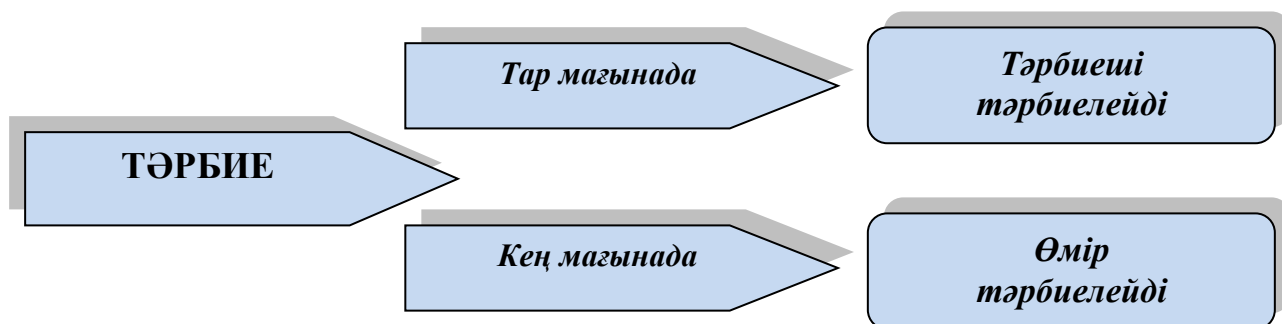 ТӘРБИЕ
Тар мағынада
Тәрбиеші
тәрбиелейді
Кең мағынада
Өмір
тәрбиелейді